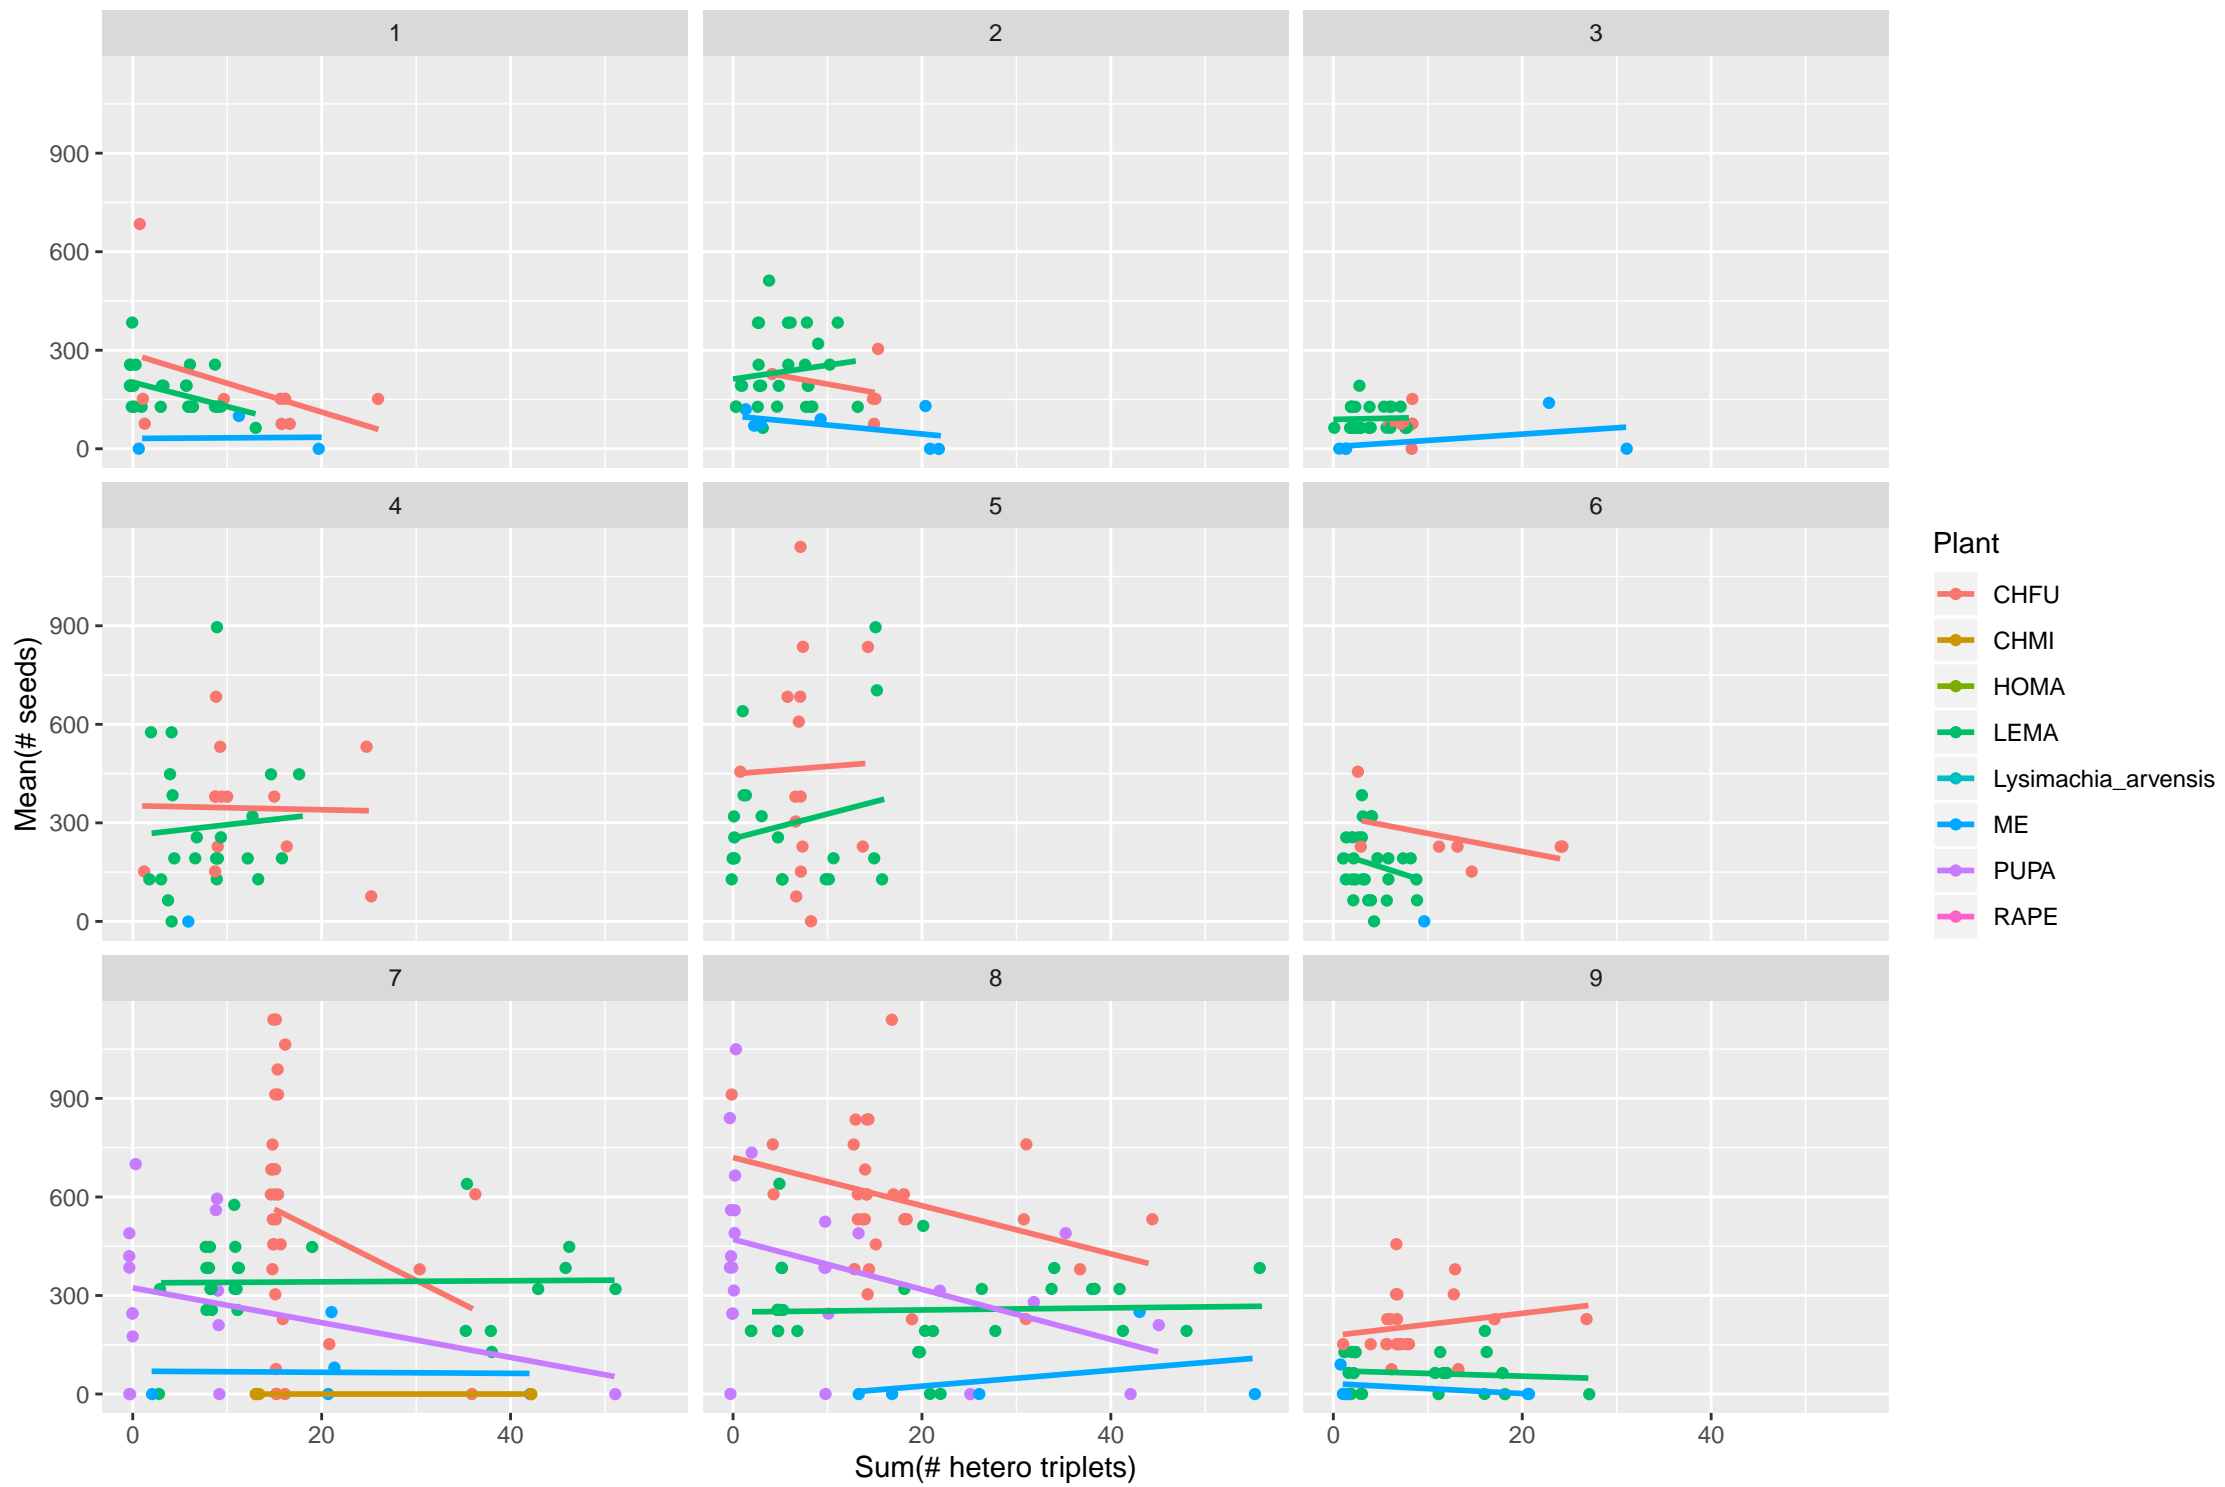 1 2 3
900
600
300
0
4 5 6
900
600
300
0
Mean(# seeds)
7 8 9
900
600
300
0
0 20 40 0 20 40 0 20 40
Sum(# hetero triplets)
Plant
CHFU
CHMI
HOMA
LEMA
Lysimachia_arvensis
ME
PUPA
RAPE